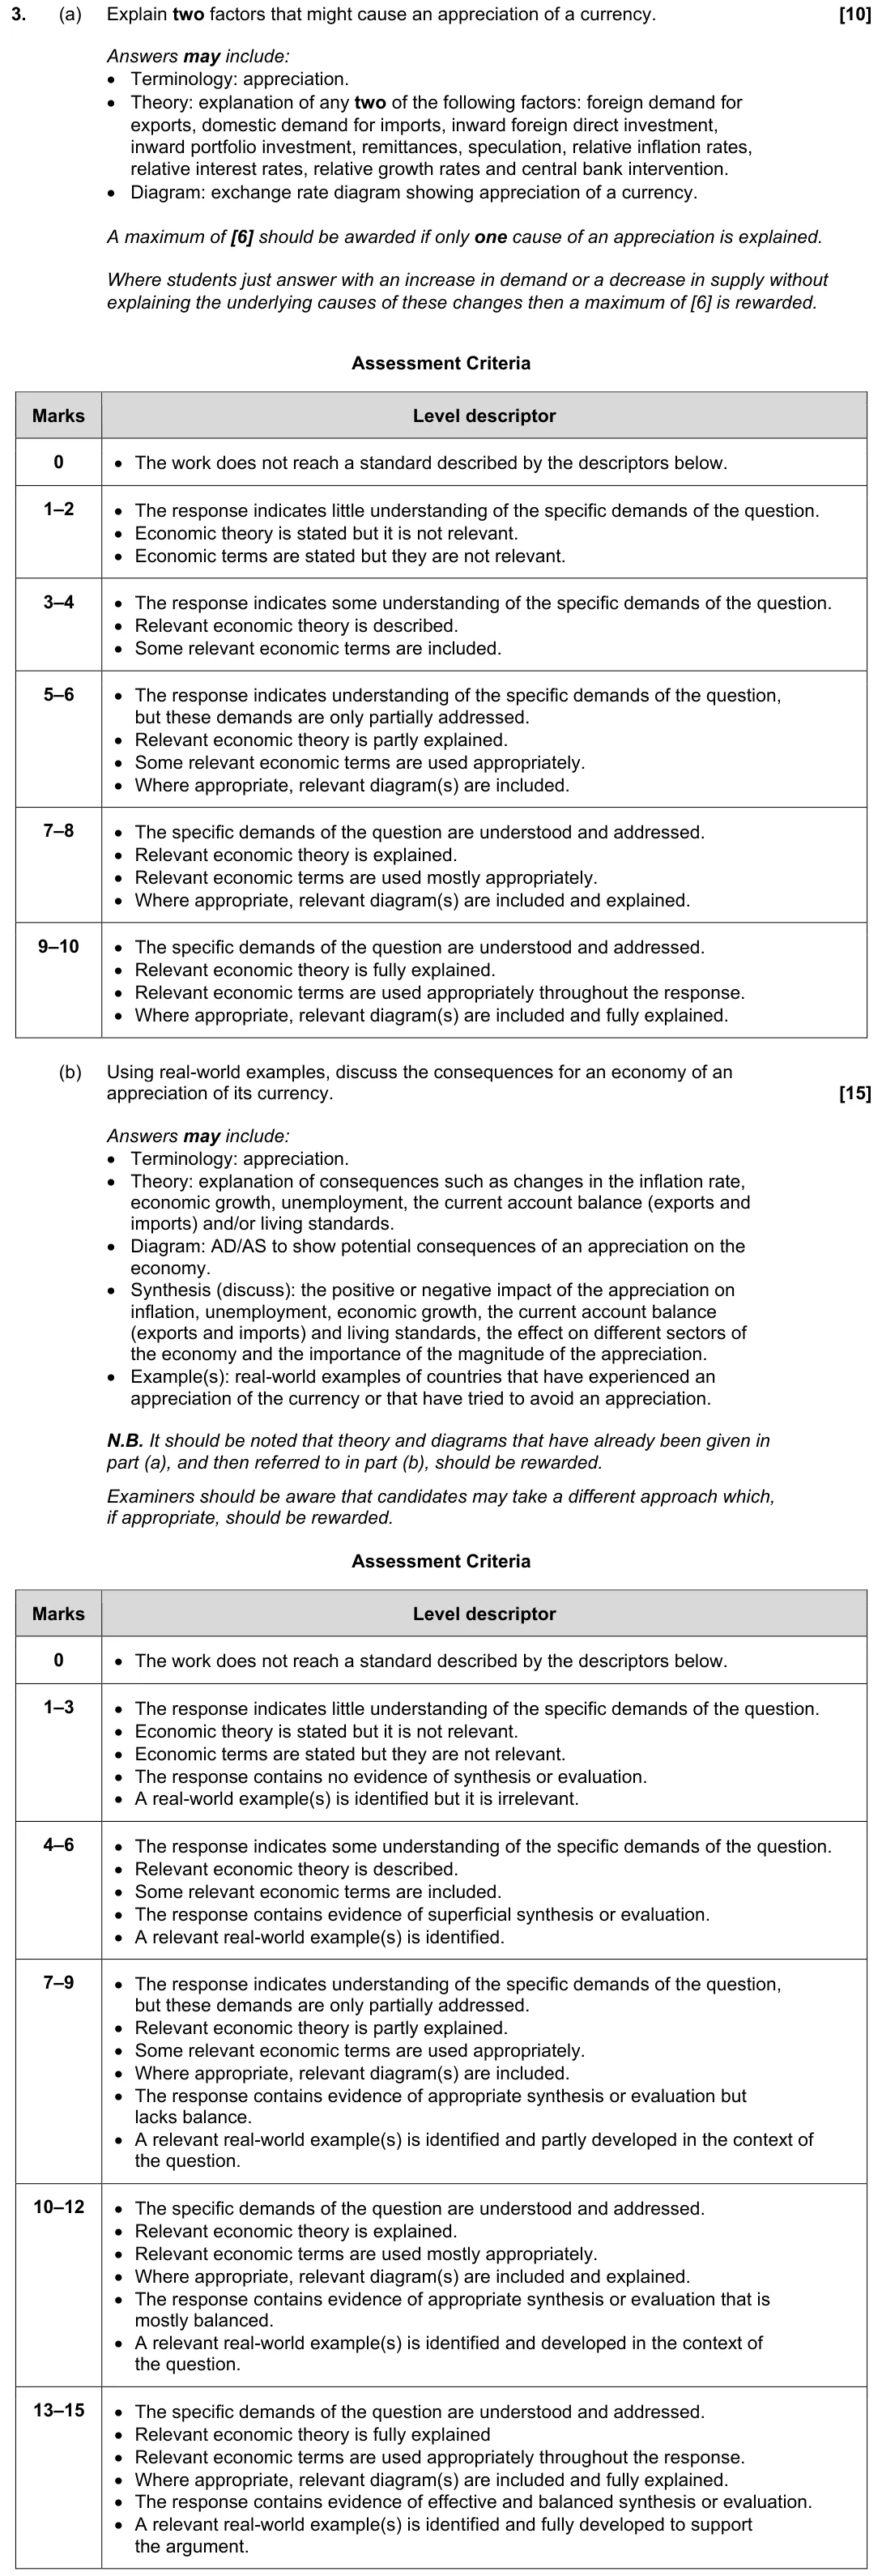 3. (a) Explain two factors that might cause an appreciation of a currency. [10]
Answers may include:
• Terminology: appreciation.
• Theory: explanation of any two of the following factors: foreign demand for
exports, domestic demand for imports, inward foreign direct investment,
inward portfolio investment, remittances, speculation, relative inflation rates,
relative interest rates, relative growth rates and central bank intervention.
• Diagram: exchange rate diagram showing appreciation of a currency.
A maximum of [6] should be awarded if only one cause of an appreciation is explained.
Where students just answer with an increase in demand or a decrease in supply without
explaining the underlying causes of these changes then a maximum of [6] is rewarded.
Assessment Criteria
Marks Level descriptor
0 • The work does not reach a standard described by the descriptors below.
1–2 • The response indicates little understanding of the specific demands of the question.
• Economic theory is stated but it is not relevant.
• Economic terms are stated but they are not relevant.
3–4 • The response indicates some understanding of the specific demands of the question.
• Relevant economic theory is described.
• Some relevant economic terms are included.
5–6 • The response indicates understanding of the specific demands of the question,
but these demands are only partially addressed.
• Relevant economic theory is partly explained.
• Some relevant economic terms are used appropriately.
• Where appropriate, relevant diagram(s) are included.
7–8 • The specific demands of the question are understood and addressed.
• Relevant economic theory is explained.
• Relevant economic terms are used mostly appropriately.
• Where appropriate, relevant diagram(s) are included and explained.
9–10 • The specific demands of the question are understood and addressed.
• Relevant economic theory is fully explained.
• Relevant economic terms are used appropriately throughout the response.
• Where appropriate, relevant diagram(s) are included and fully explained.
(b) Using real-world examples, discuss the consequences for an economy of an
appreciation of its currency. [15]
Answers may include:
• Terminology: appreciation.
• Theory: explanation of consequences such as changes in the inflation rate,
economic growth, unemployment, the current account balance (exports and
imports) and/or living standards.
• Diagram: AD/AS to show potential consequences of an appreciation on the
economy.
• Synthesis (discuss): the positive or negative impact of the appreciation on
inflation, unemployment, economic growth, the current account balance
(exports and imports) and living standards, the effect on different sectors of
the economy and the importance of the magnitude of the appreciation.
• Example(s): real-world examples of countries that have experienced an
appreciation of the currency or that have tried to avoid an appreciation.
N.B. It should be noted that theory and diagrams that have already been given in
part (a), and then referred to in part (b), should be rewarded.
Examiners should be aware that candidates may take a different approach which,
if appropriate, should be rewarded.
Assessment Criteria
Marks Level descriptor
0 • The work does not reach a standard described by the descriptors below.
1–3 • The response indicates little understanding of the specific demands of the question.
• Economic theory is stated but it is not relevant.
• Economic terms are stated but they are not relevant.
• The response contains no evidence of synthesis or evaluation.
• A real-world example(s) is identified but it is irrelevant.
4–6 • The response indicates some understanding of the specific demands of the question.
• Relevant economic theory is described.
• Some relevant economic terms are included.
• The response contains evidence of superficial synthesis or evaluation.
• A relevant real-world example(s) is identified.
7–9 • The response indicates understanding of the specific demands of the question,
but these demands are only partially addressed.
• Relevant economic theory is partly explained.
• Some relevant economic terms are used appropriately.
• Where appropriate, relevant diagram(s) are included.
• The response contains evidence of appropriate synthesis or evaluation but
lacks balance.
• A relevant real-world example(s) is identified and partly developed in the context of
the question.
10–12 • The specific demands of the question are understood and addressed.
• Relevant economic theory is explained.
• Relevant economic terms are used mostly appropriately.
• Where appropriate, relevant diagram(s) are included and explained.
• The response contains evidence of appropriate synthesis or evaluation that is
mostly balanced.
• A relevant real-world example(s) is identified and developed in the context of
the question.
13–15 • The specific demands of the question are understood and addressed.
• Relevant economic theory is fully explained
• Relevant economic terms are used appropriately throughout the response.
• Where appropriate, relevant diagram(s) are included and fully explained.
• The response contains evidence of effective and balanced synthesis or evaluation.
• A relevant real-world example(s) is identified and fully developed to support
the argument.